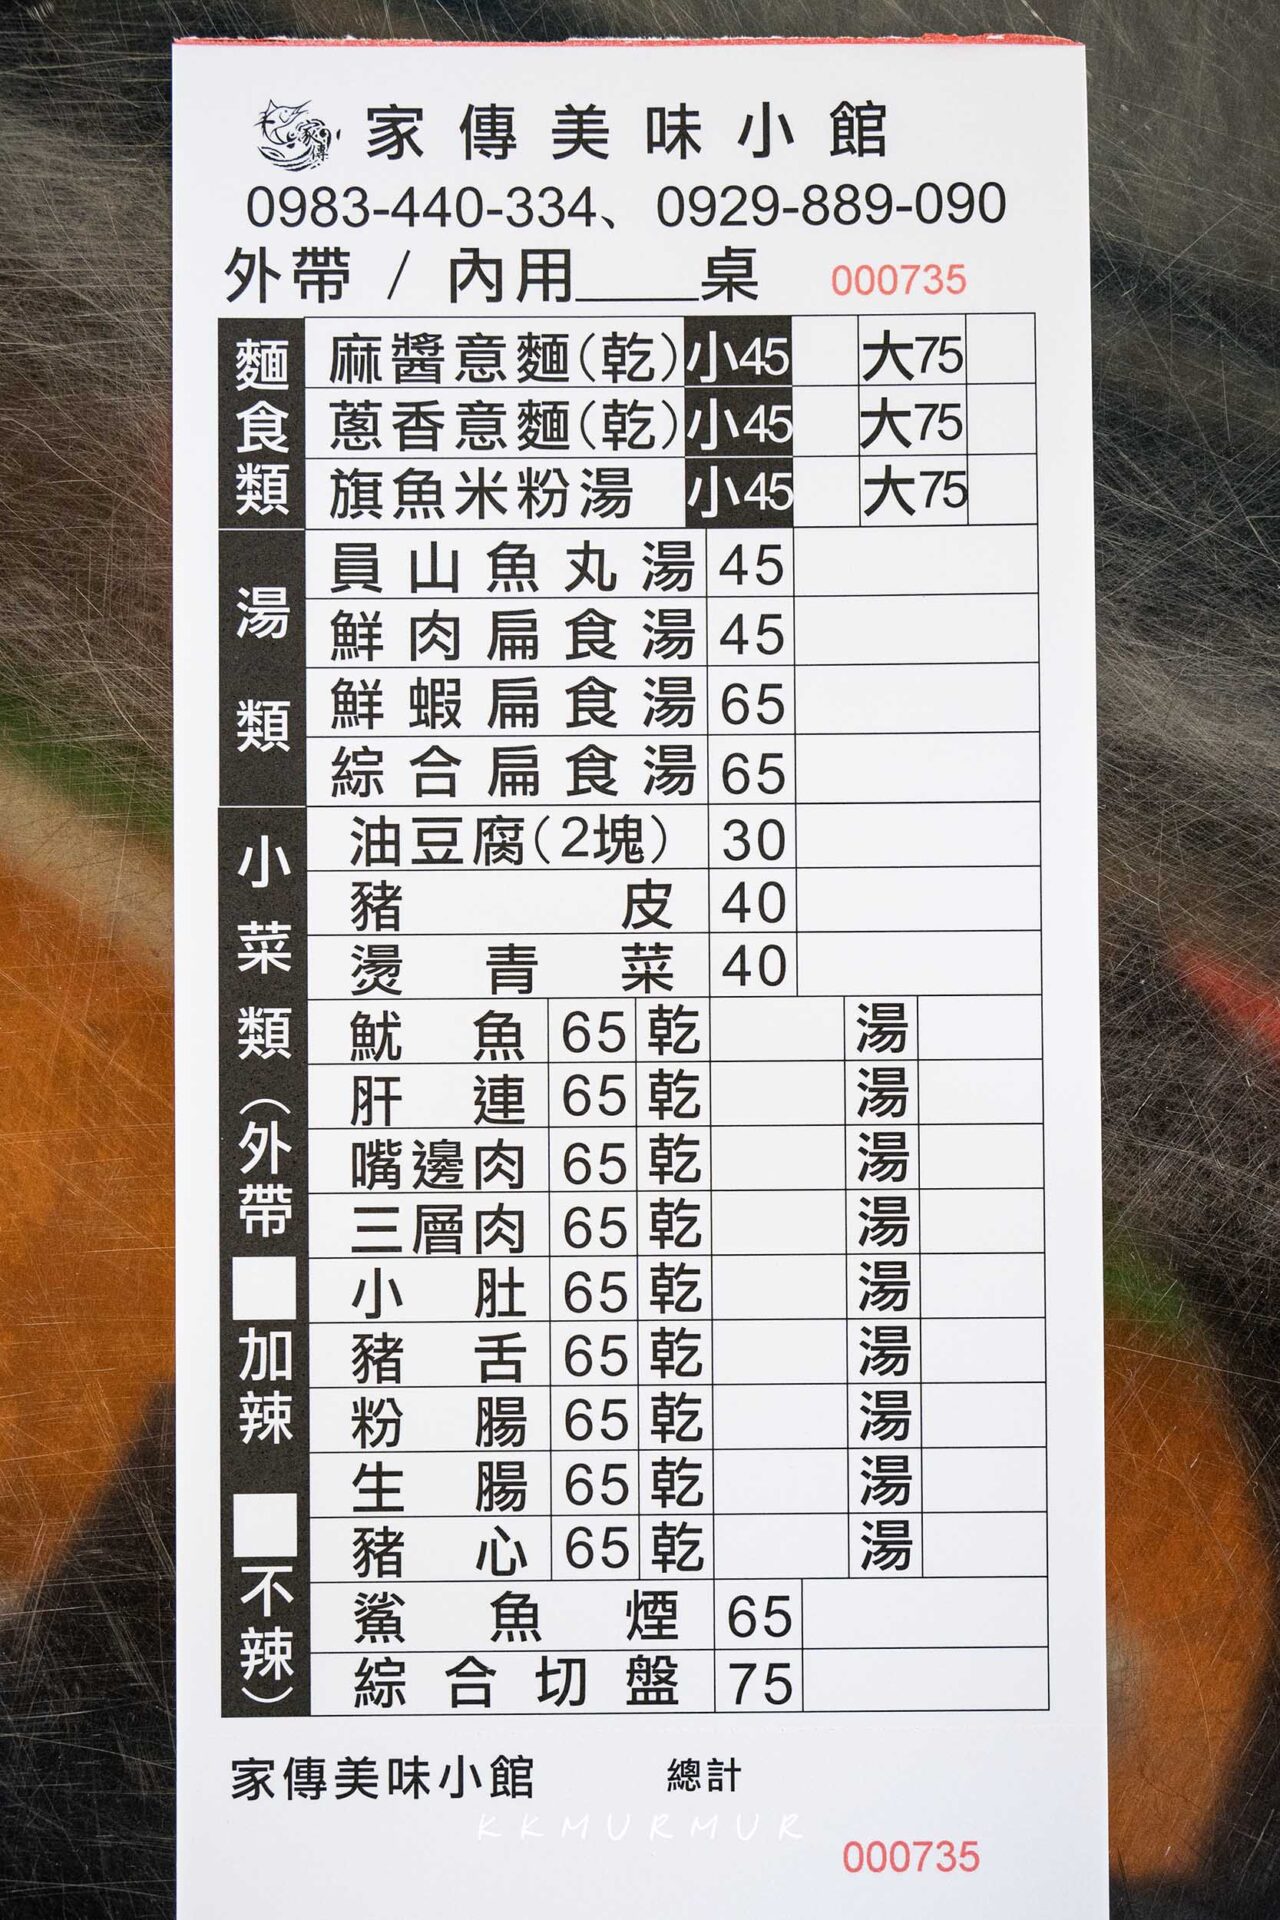 家傳
家傳美味小館
0983-440-334、0929-889-090
外帶 / 內用____桌 000735
麵食類
麻醬意麵(乾) 小45 大75
蔥香意麵(乾) 小45 大75
旗魚米粉湯 小45 大75
湯類
員山魚丸湯 45
鮮肉扁食湯 45
鮮蝦扁食湯 65
綜合扁食湯 65
小菜類(外帶 □加辣 □不辣)
油豆腐(2塊) 30
豬皮 40
燙青菜 40
魷魚 65 乾 湯
肝連 65 乾 湯
嘴邊肉 65 乾 湯
三層肉 65 乾 湯
小肚 65 乾 湯
豬舌 65 乾 湯
粉腸 65 乾 湯
生腸 65 乾 湯
豬心 65 乾 湯
鯊魚煙 65
綜合切盤 75
家傳美味小館 總計
KKMURMUR
000735